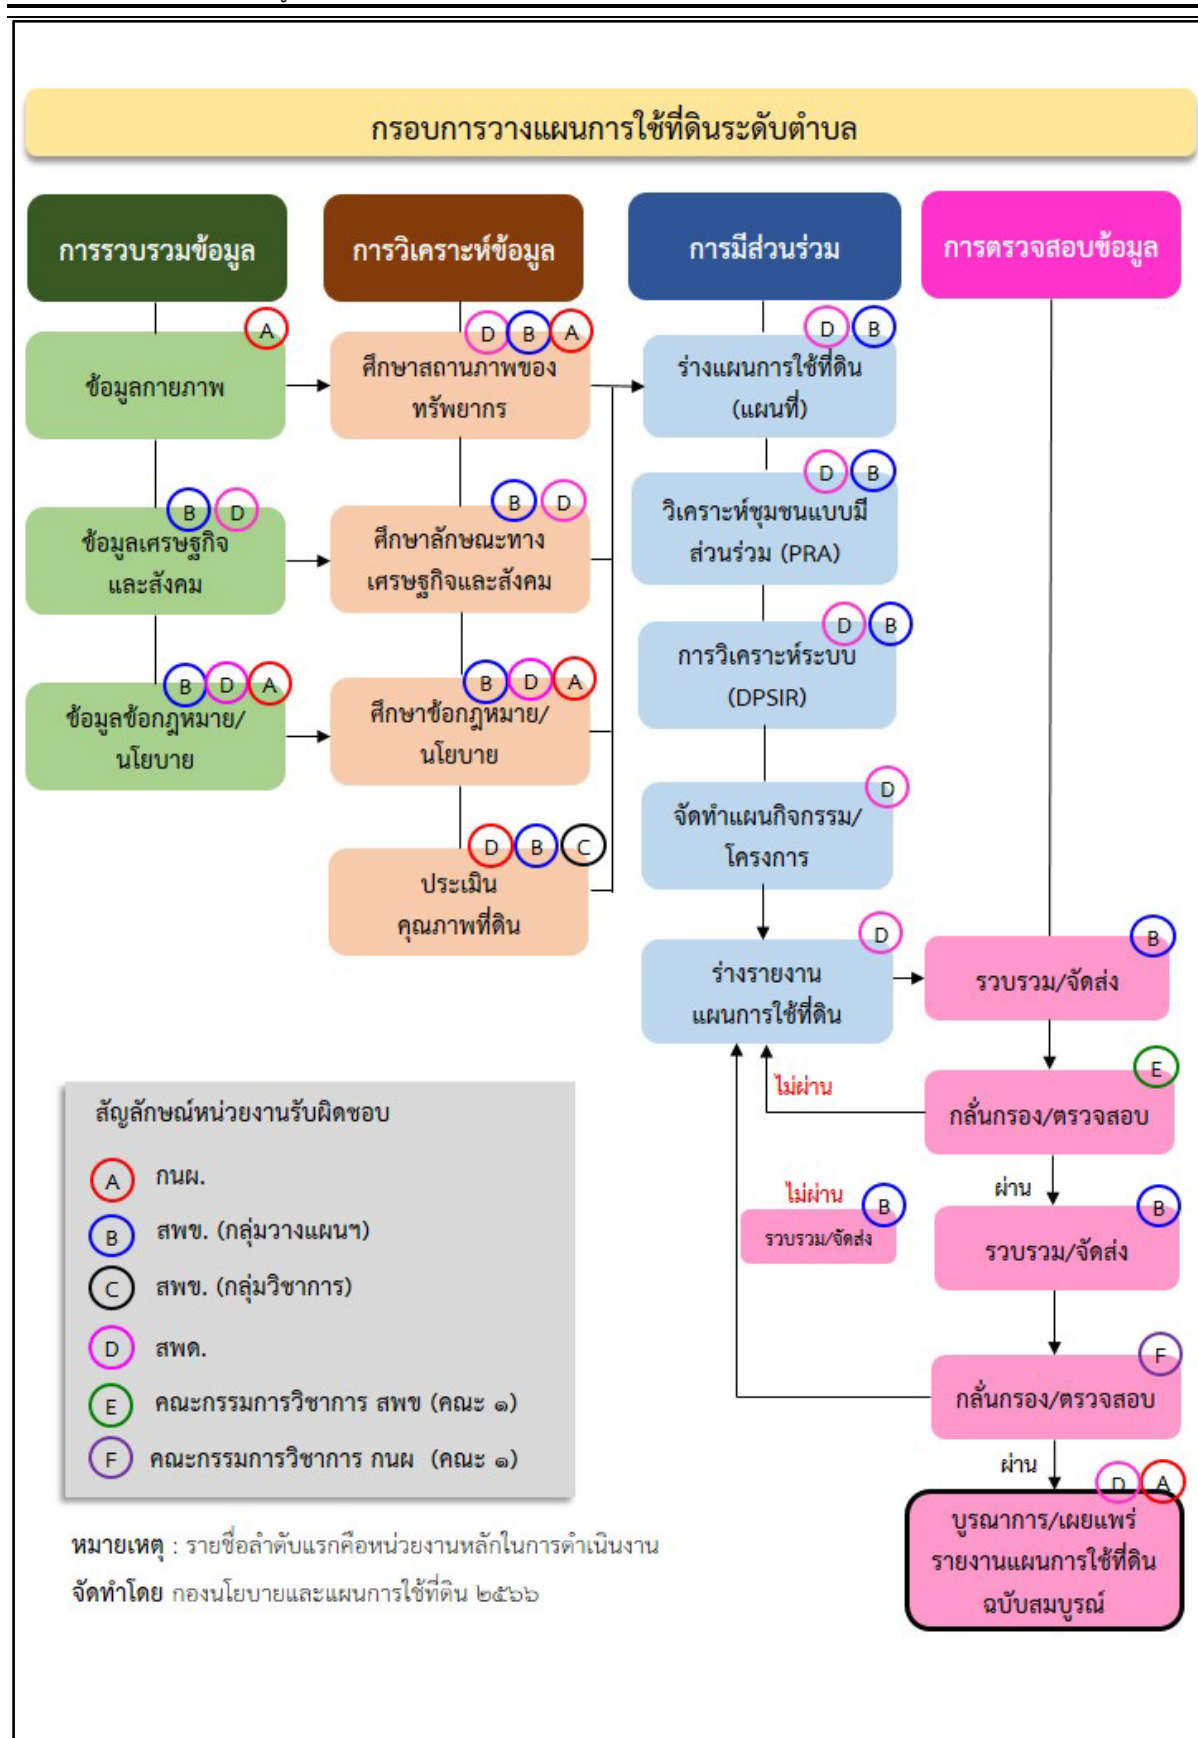 กรอบการวางแผนการใช้ที่ดินระดับตำบล
การรวบรวมข้อมูล
การวิเคราะห์ข้อมูล
การมีส่วนร่วม
การตรวจสอบข้อมูล
A
ข้อมูลกายภาพ
B D
ข้อมูลเศรษฐกิจ
และสังคม
B D A
ข้อมูลข้อกฎหมาย/
นโยบาย
D B A
ศึกษาสถานภาพของ
ทรัพยากร
B D
ศึกษาลักษณะทาง
เศรษฐกิจและสังคม
B D A
ศึกษาข้อกฎหมาย/
นโยบาย
D B C
ประเมิน
คุณภาพที่ดิน
D B
ร่างแผนการใช้ที่ดิน
(แผนที่)
D B
วิเคราะห์ชุมชนแบบมี
ส่วนร่วม (PRA)
D B
การวิเคราะห์ระบบ
(DPSIR)
D
จัดทำแผนกิจกรรม/
โครงการ
D
ร่างรายงาน
แผนการใช้ที่ดิน
B
รวบรวม/จัดส่ง
E
กลั่นกรอง/ตรวจสอบ
ไม่ผ่าน
ผ่าน
ไม่ผ่าน
B
รวบรวม/จัดส่ง
B
รวบรวม/จัดส่ง
F
กลั่นกรอง/ตรวจสอบ
ผ่าน
D A
บูรณาการ/เผยแพร่
รายงานแผนการใช้ที่ดิน
ฉบับสมบูรณ์
สัญลักษณ์หน่วยงานรับผิดชอบ
A กนผ.
B สพข. (กลุ่มวางแผนฯ)
C สพข. (กลุ่มวิชาการ)
D สพด.
E คณะกรรมการวิชาการ สพข (คณะ ๑)
F คณะกรรมการวิชาการ กนผ (คณะ ๑)
หมายเหตุ : รายชื่อลำดับแรกคือหน่วยงานหลักในการดำเนินงาน
จัดทำโดย กองนโยบายและแผนการใช้ที่ดิน ๒๕๖๖